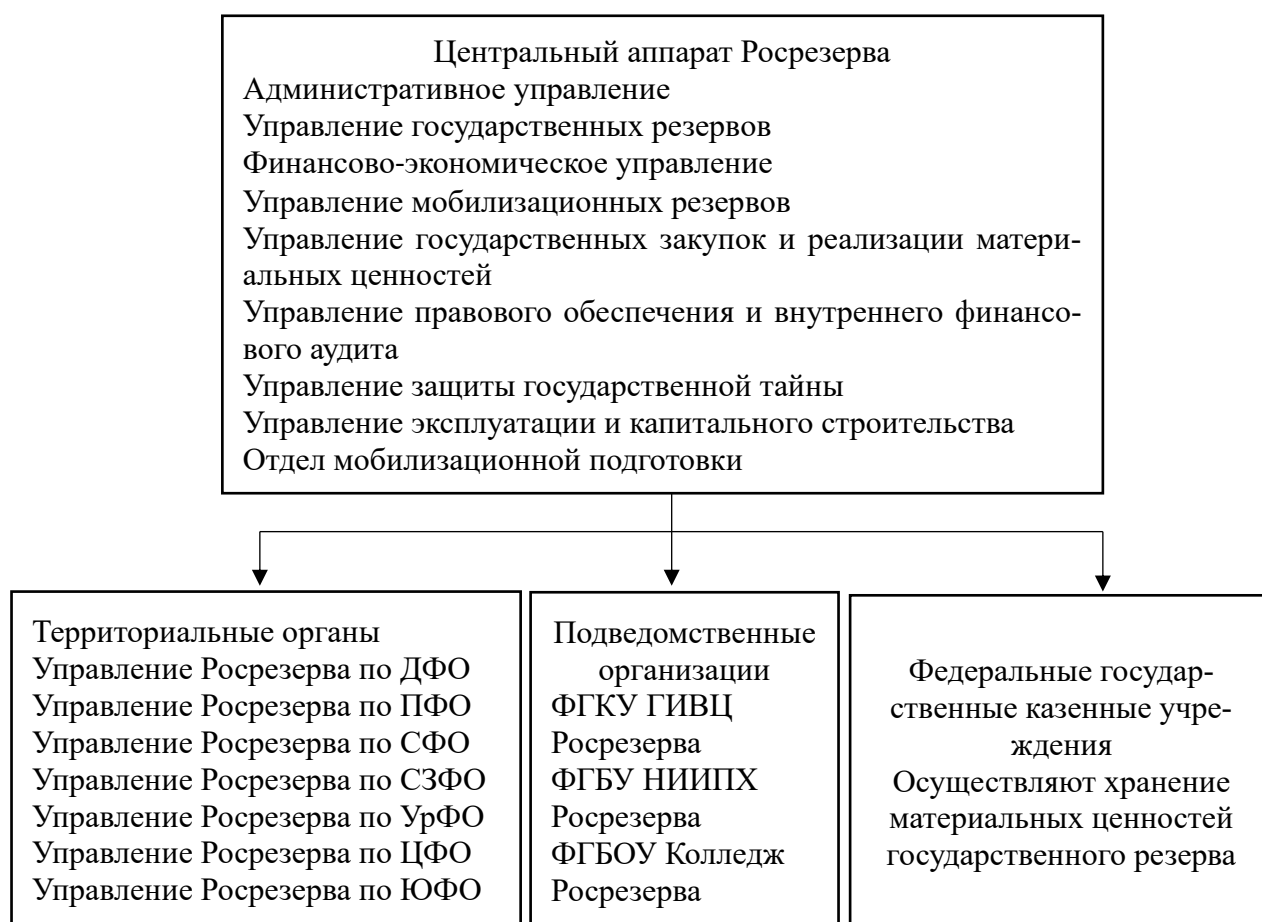 Центральный аппарат Росрезерва
Административное управление
Управление государственных резервов
Финансово-экономическое управление
Управление мобилизационных резервов
Управление государственных закупок и реализации матери-
альных ценностей
Управление правового обеспечения и внутреннего финансо-
вого аудита
Управление защиты государственной тайны
Управление эксплуатации и капитального строительства
Отдел мобилизационной подготовки
Территориальные органы
Управление Росрезерва по ДФО
Управление Росрезерва по ПФО
Управление Росрезерва по СФО
Управление Росрезерва по СЗФО
Управление Росрезерва по УрФО
Управление Росрезерва по ЦФО
Управление Росрезерва по ЮФО
Подведомственные
организации
ФГКУ ГИВЦ
Росрезерва
ФГБУ НИИПХ
Росрезерва
ФГБОУ Колледж
Росрезерва
Федеральные государ-
ственные казенные учре-
ждения
Осуществляют хранение
материальных ценностей
государственного резерва